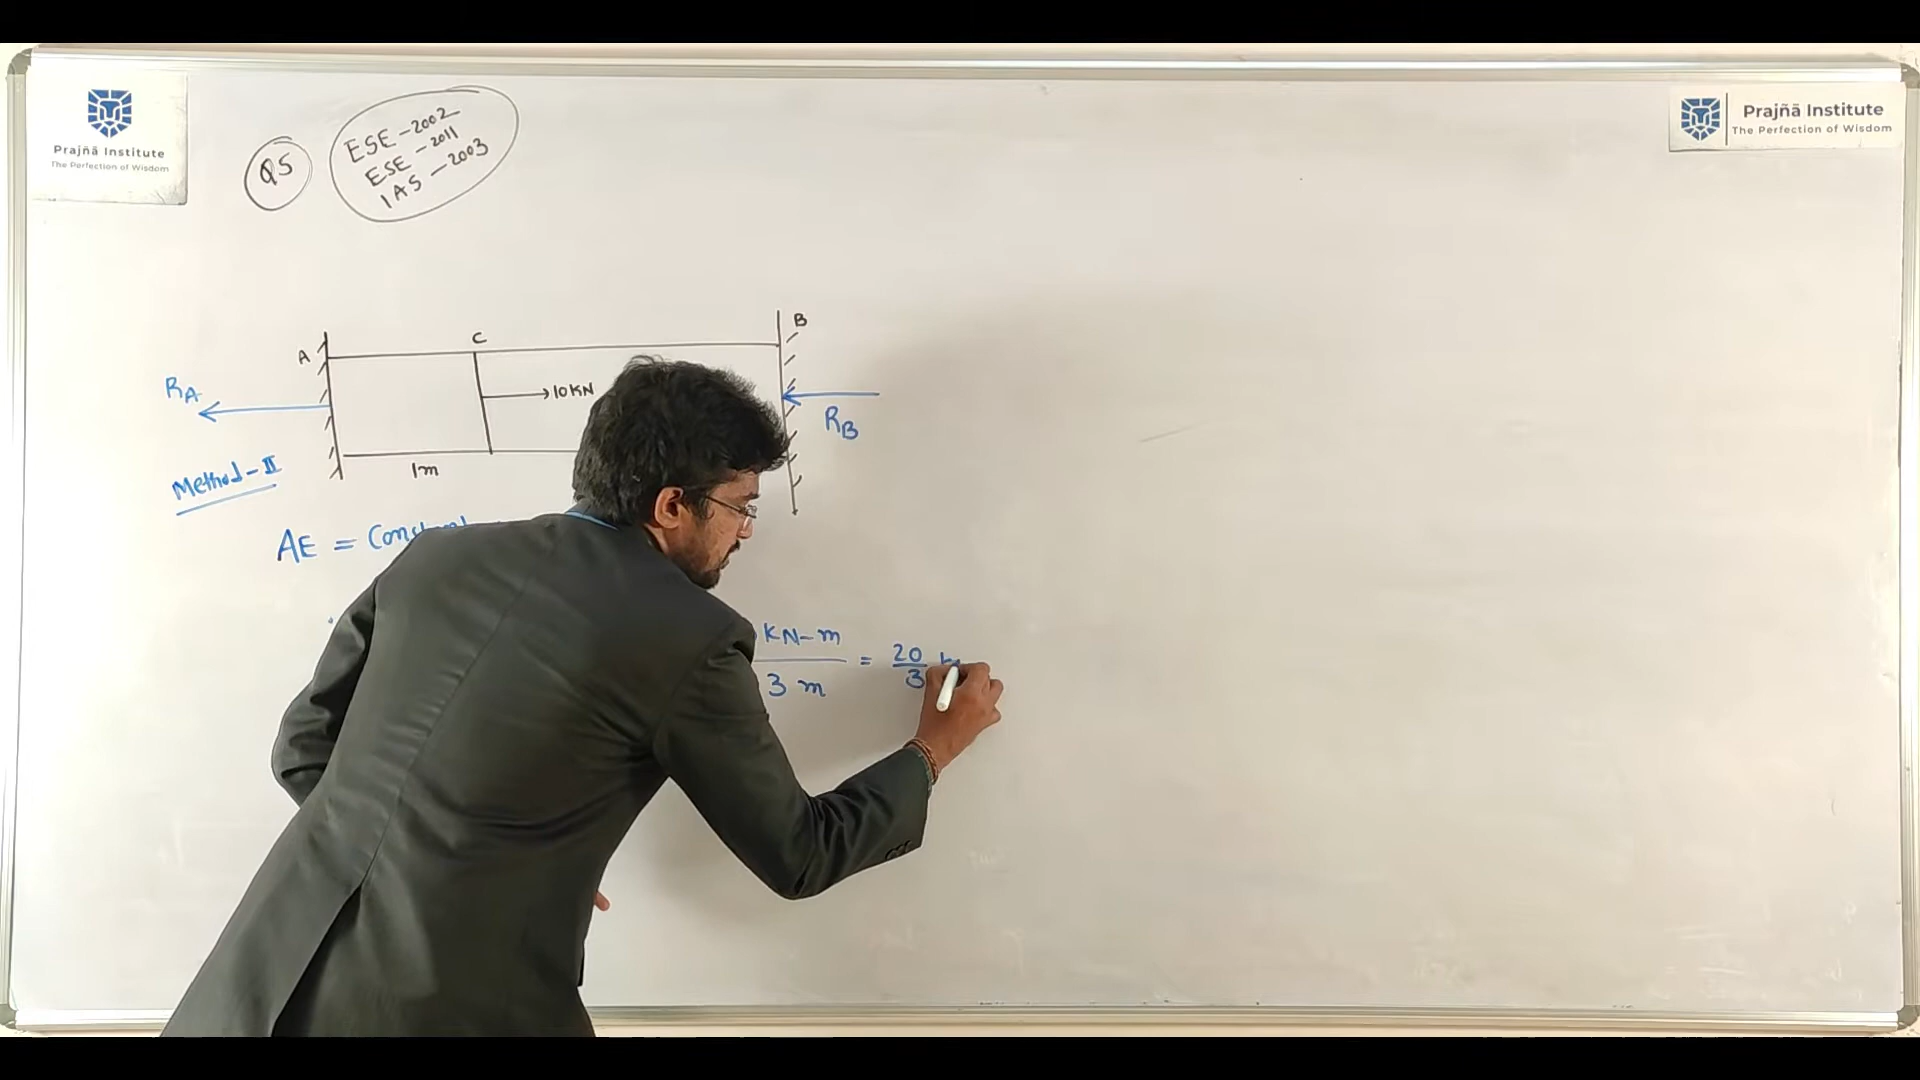 Prajñā Institute
The Perfection of Wisdom
Prajñā Institute
The Perfection of Wisdom
Q5
ESE-2002
ESE-2011
IAS-2003
A
C
B
RA
10KN
RB
1m
Method-II
AE = Constant
KN-m
3 m
= 20/3